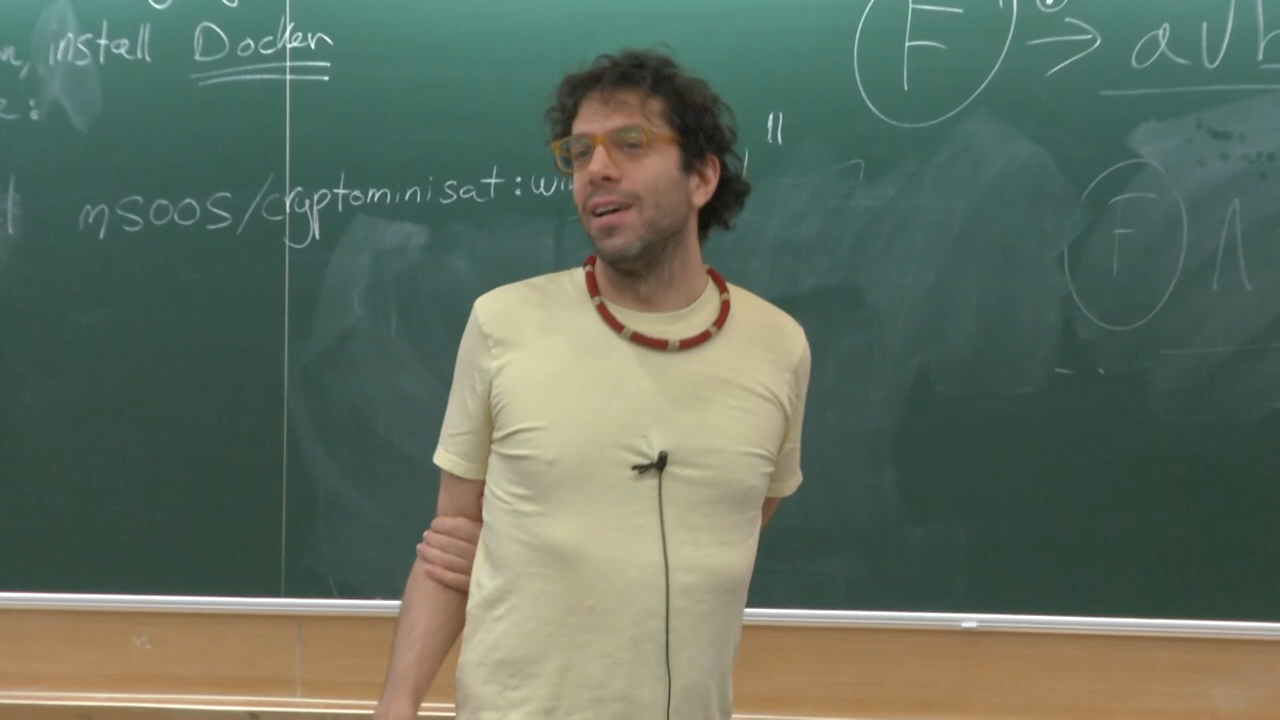 install Docker
e:
msoos/cryptominisat:wi
"
F → a V b
F Λ